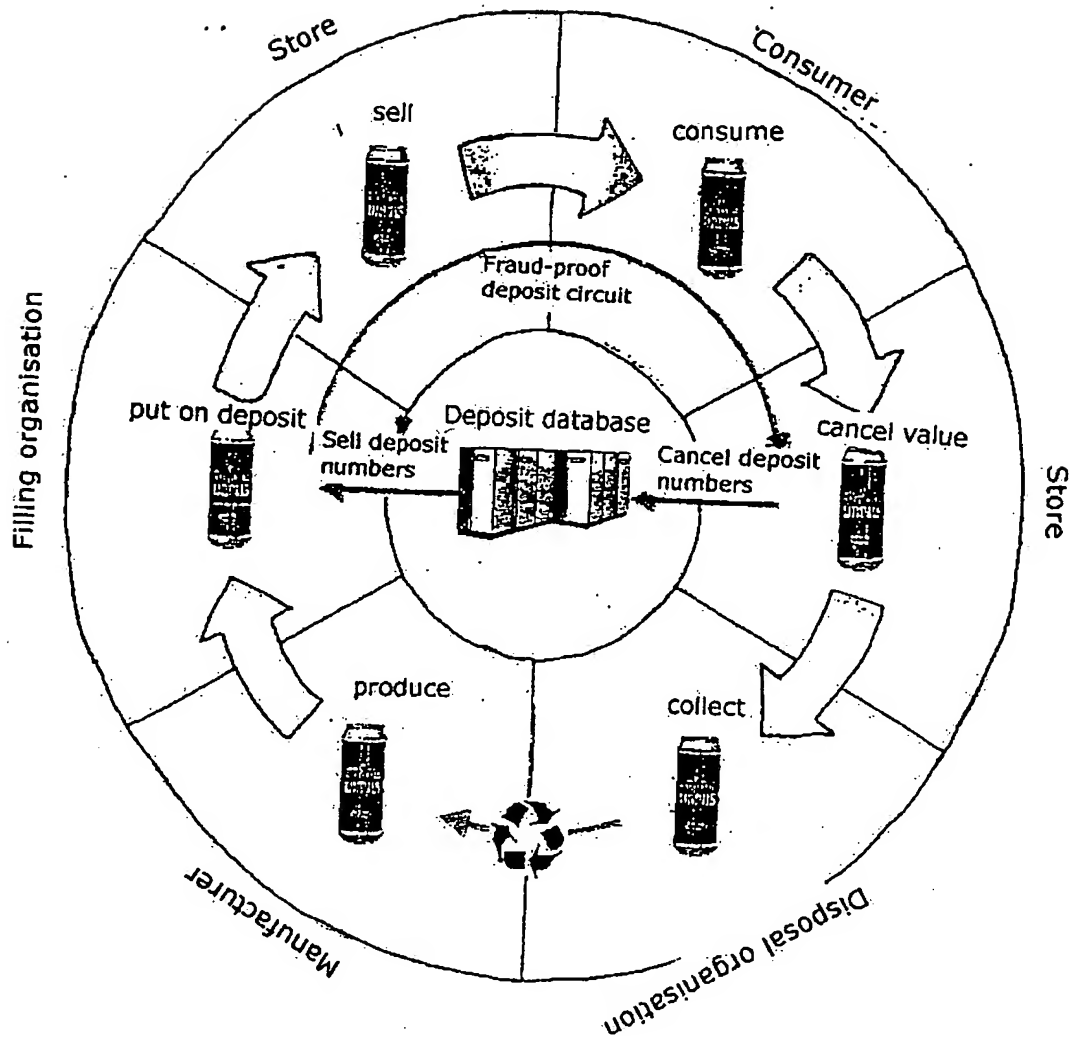 Store
Consumer
sell
consume
Fraud-proof
deposit circuit
Filling organisation
put on deposit
Sell deposit
numbers
Deposit database
Cancel deposit
numbers
cancel value
Store
produce
collect
Manufacturer
Disposal organisation